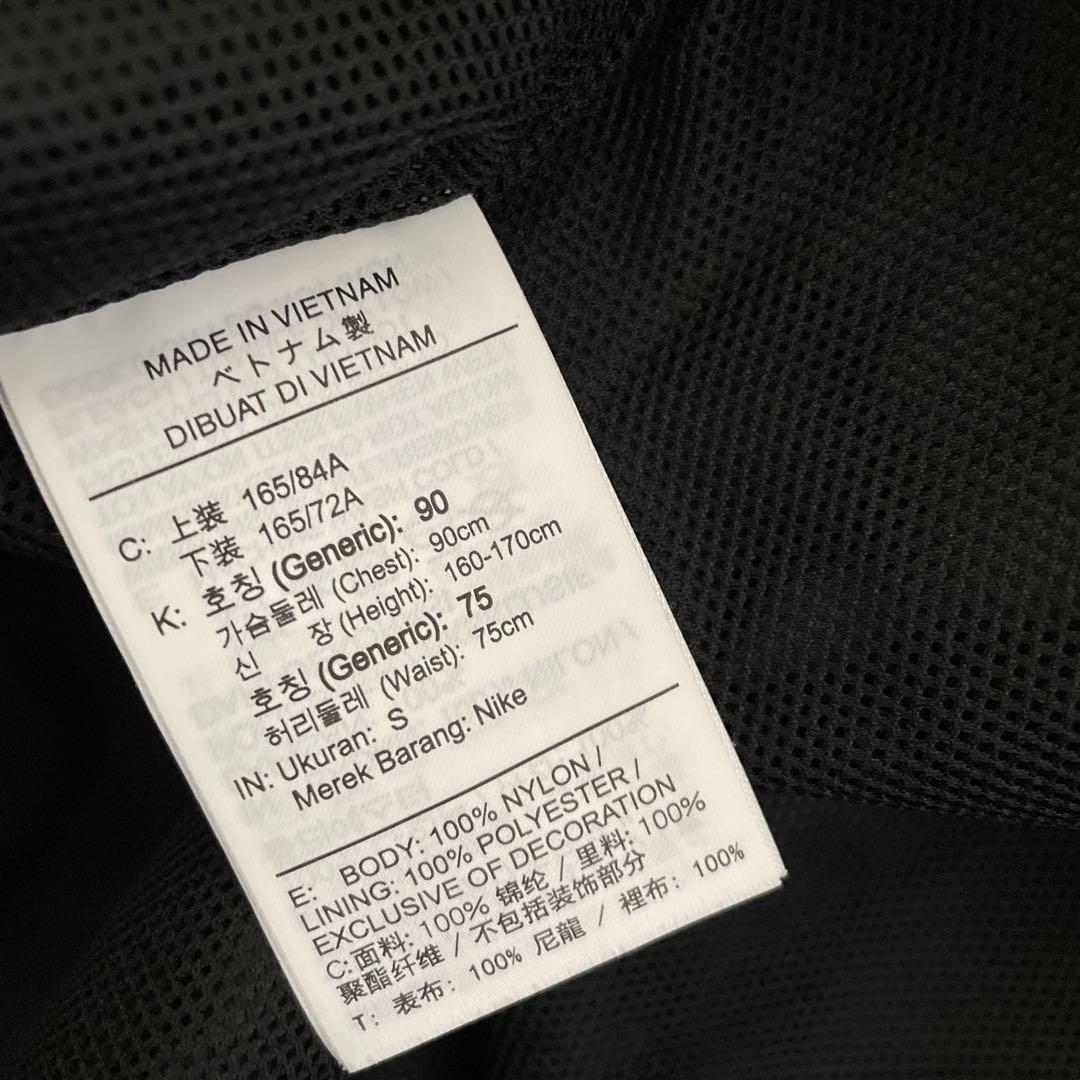 MADE IN VIETNAM
ベトナム製
DIBUAT DI VIETNAM
C: 上装 165/84A
下装 165/72A
K: 호칭 (Generic): 90
가슴둘레 (Chest): 90cm
신 장 (Height): 160-170cm
호칭 (Generic): 75
허리둘레 (Waist): 75cm
IN: Ukuran: S
Merek Barang: Nike
E: BODY: 100% NYLON /
LINING: 100% POLYESTER /
EXCLUSIVE OF DECORATION
C: 面料: 100% 锦纶 / 里料: 100%
聚酯纤维 / 不包括装饰部分
T: 表布: 100% 尼龍 / 裡布: 100%